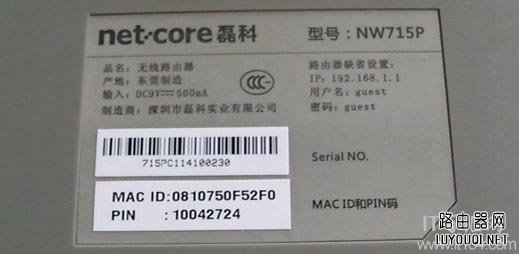 net-core磊科
型号：NW715P
品名：无线路由器
产地：东莞制造
输入：DC9V⎓500mA
制造商：深圳市磊科实业有限公司
路由器缺省设置：
IP：192.168.1.1
用户名：guest
密码：guest
715PC114100230
Serial NO.
MAC ID:0810750F52F0
PIN :10042724
MAC ID和PIN码
路由器网
LUYOUQI.NET